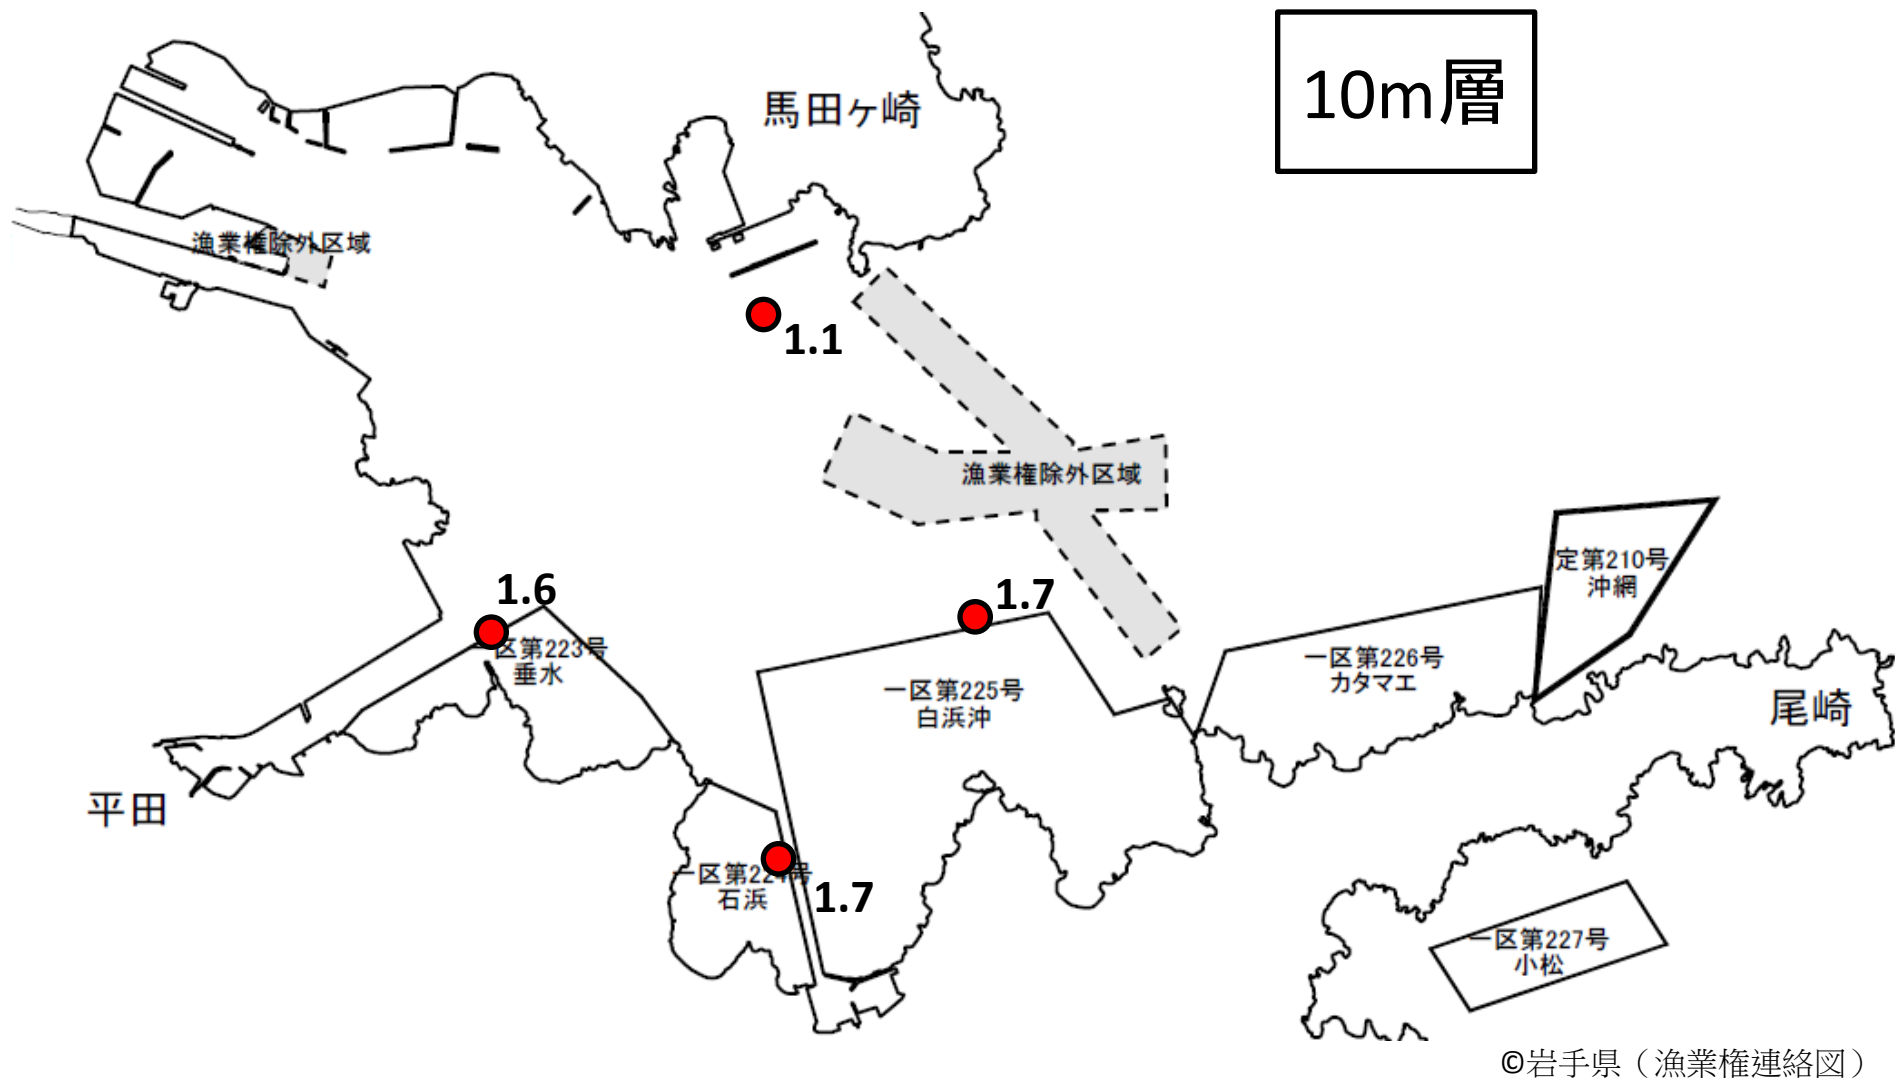 10m層
馬田ヶ崎
漁業権除外区域
1.1
漁業権除外区域
定第210号
沖網
1.6
1.7
一区第223号
垂水
一区第225号
白浜沖
一区第226号
カタマエ
尾崎
平田
一区第224号
石浜
1.7
一区第227号
小松
©岩手県（漁業権連絡図）